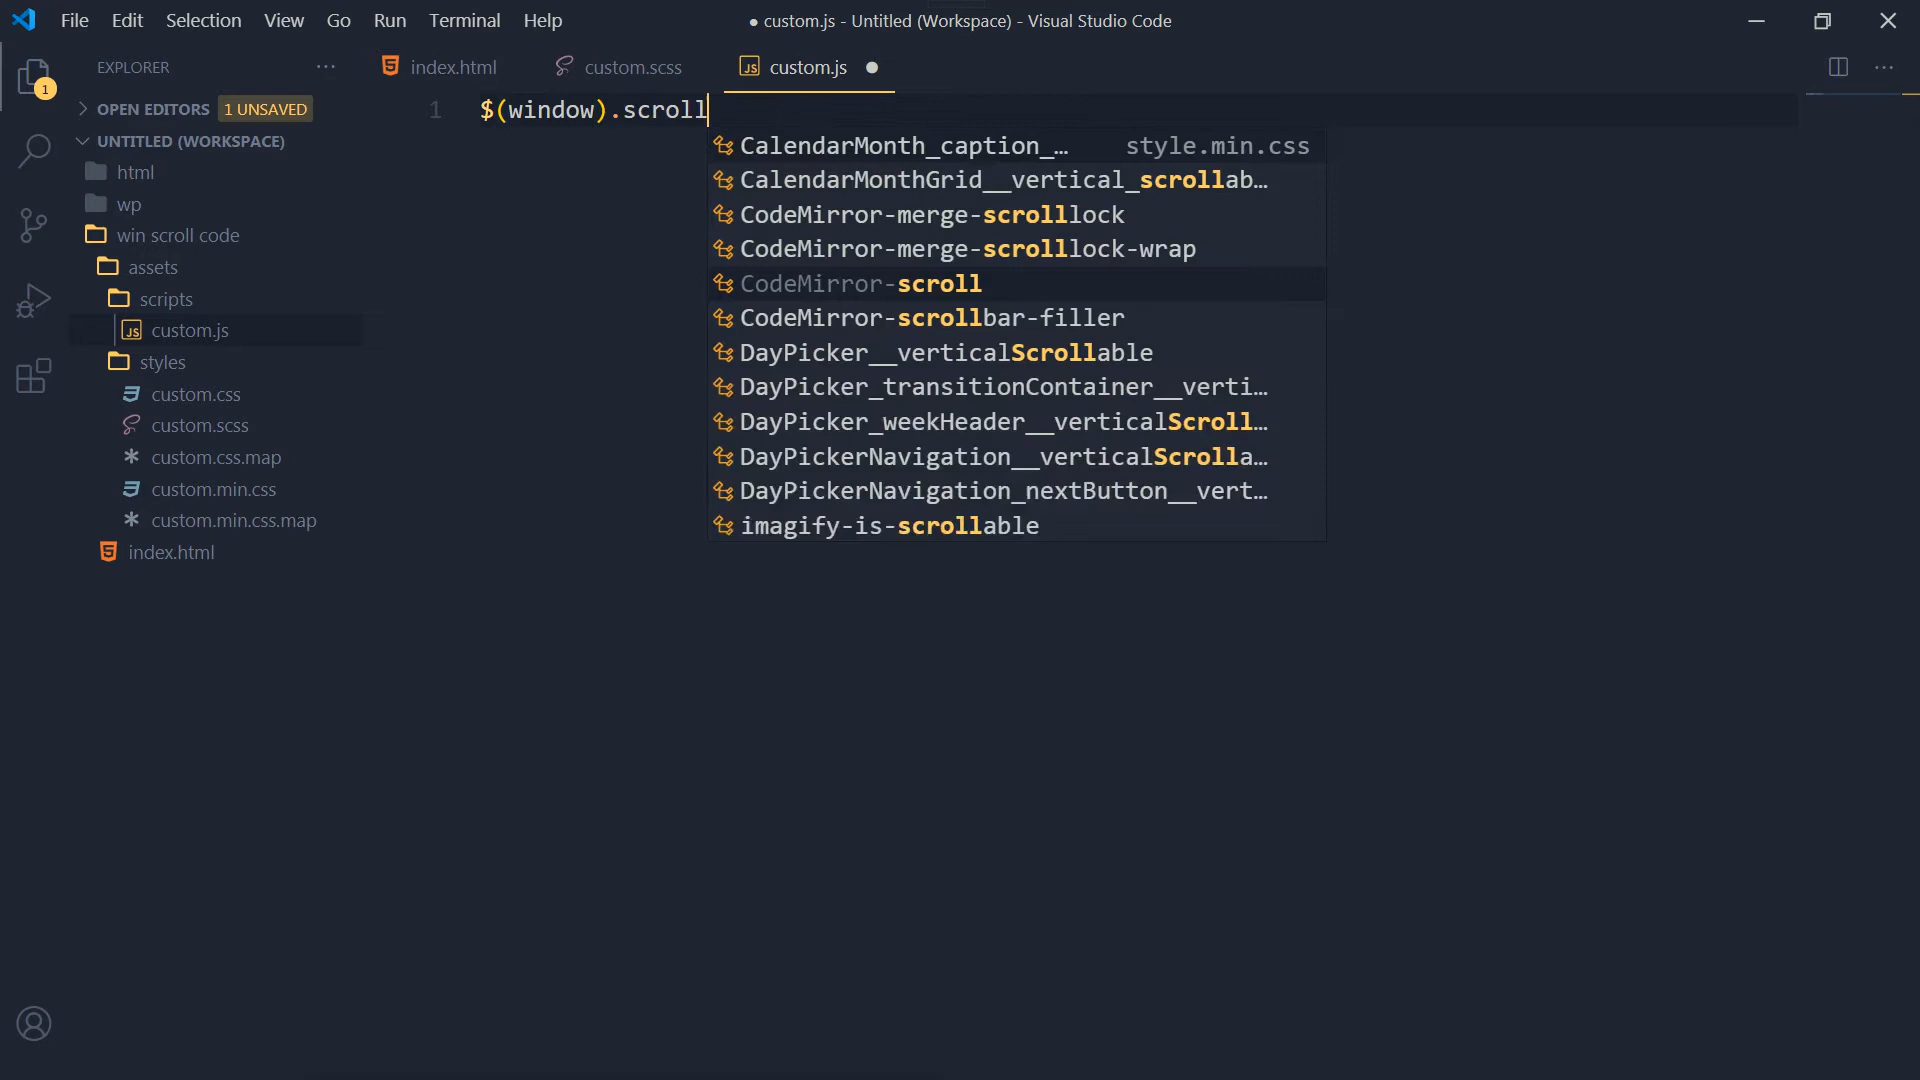 File Edit Selection View Go Run Terminal Help
● custom.js - Untitled (Workspace) - Visual Studio Code
EXPLORER ···
index.html
custom.scss
JS custom.js ●
1
OPEN EDITORS 1 UNSAVED
UNTITLED (WORKSPACE)
html
wp
win scroll code
assets
scripts
JS custom.js
styles
custom.css
custom.scss
* custom.css.map
custom.min.css
* custom.min.css.map
index.html
1 $(window).scroll
CalendarMonth_caption_… style.min.css
CalendarMonthGrid__vertical_scrollab…
CodeMirror-merge-scrolllock
CodeMirror-merge-scrolllock-wrap
CodeMirror-scroll
CodeMirror-scrollbar-filler
DayPicker__verticalScrollable
DayPicker_transitionContainer__verti…
DayPicker_weekHeader__verticalScroll…
DayPickerNavigation__verticalScrolla…
DayPickerNavigation_nextButton__vert…
imagify-is-scrollable